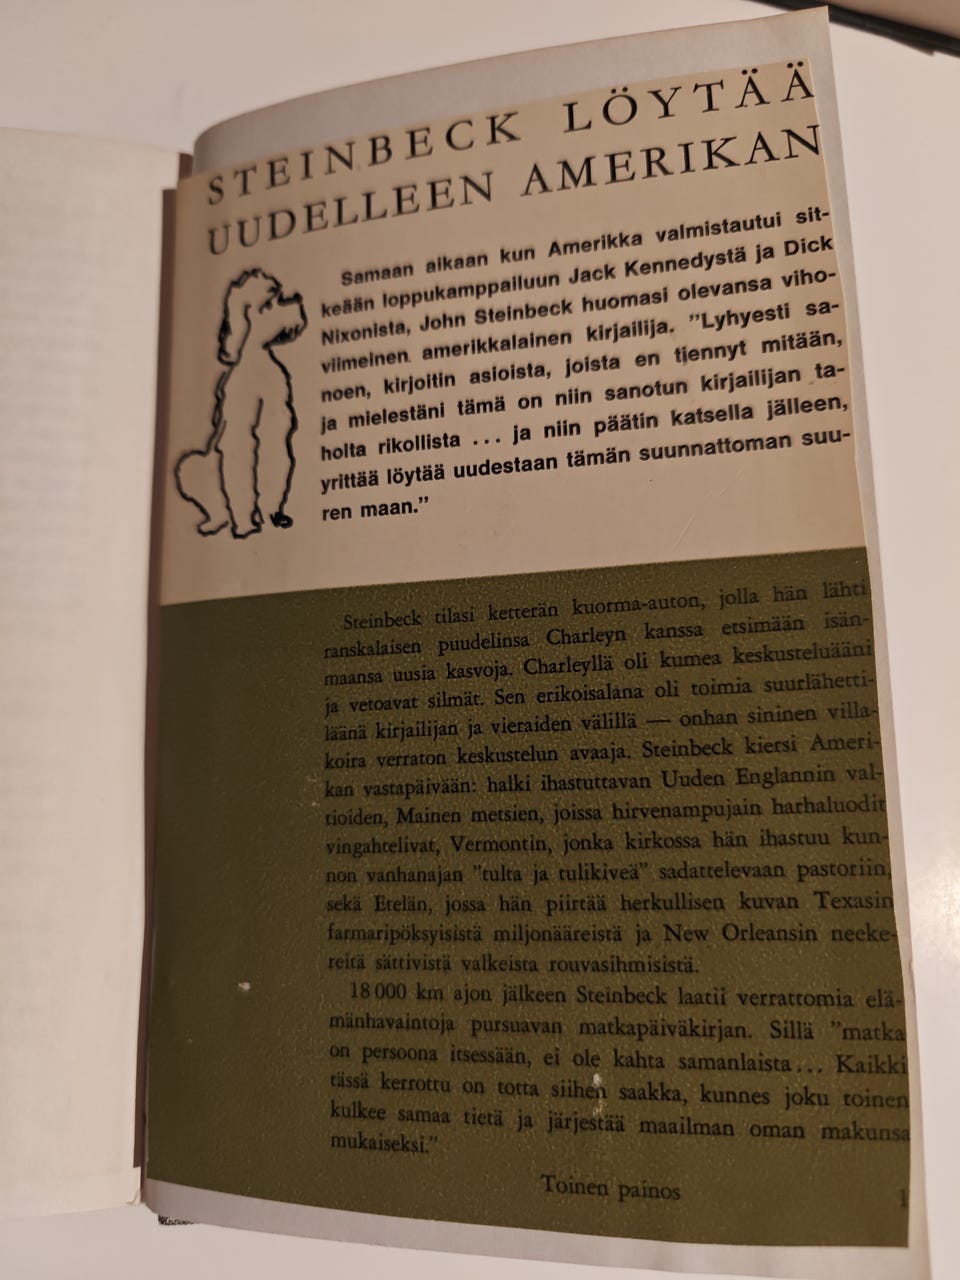 STEINBECK LÖYTÄÄ
UUDELLEEN AMERIKAN
Samaan aikaan kun Amerikka valmistautui sit-
keään loppukamppailuun Jack Kennedystä ja Dick
Nixonista, John Steinbeck huomasi olevansa viho-
viimeinen amerikkalainen kirjailija. ”Lyhyesti sa-
noen, kirjoitin asioista, joista en tiennyt mitään,
ja mielestäni tämä on niin sanotun kirjailijan ta-
holta rikollista ... ja niin päätin katsella jälleen,
yrittää löytää uudestaan tämän suunnattoman suu-
ren maan.”
Steinbeck tilasi ketterän kuorma-auton, jolla hän lähti
ranskalaisen puudelinsa Charleyn kanssa etsimään isän-
maansa uusia kasvoja. Charleyllä oli kumea keskusteluääni
ja vetoavat silmät. Sen erikoisalana oli toimia suurlähetti-
läänä kirjailijan ja vieraiden välillä — onhan sininen villa-
koira verraton keskustelun avaaja. Steinbeck kiersi Ameri-
kan vastapäivään: halki ihastuttavan Uuden Englannin val-
tioiden, Mainen metsien, joissa hirvenampujain harhaluodit
vingahtelivat, Vermontin, jonka kirkossa hän ihastuu kun-
non vanhanajan ”tulta ja tulikiveä” sadattelevaan pastoriin,
sekä Etelän, jossa hän piirtää herkullisen kuvan Texasin
farmaripöksyisistä miljonääreistä ja New Orleansin neeke-
reitä sättivistä valkeista rouvasihmisistä.
18 000 km ajon jälkeen Steinbeck laatii verrattomia elä-
mänhavaintoja pursuavan matkapäiväkirjan. Sillä ”matka
on persoona itsessään, ei ole kahta samanlaista... Kaikki
tässä kerrottu on totta siihen saakka, kunnes joku toinen
kulkee samaa tietä ja järjestää maailman oman makunsa
mukaiseksi.”
Toinen painos